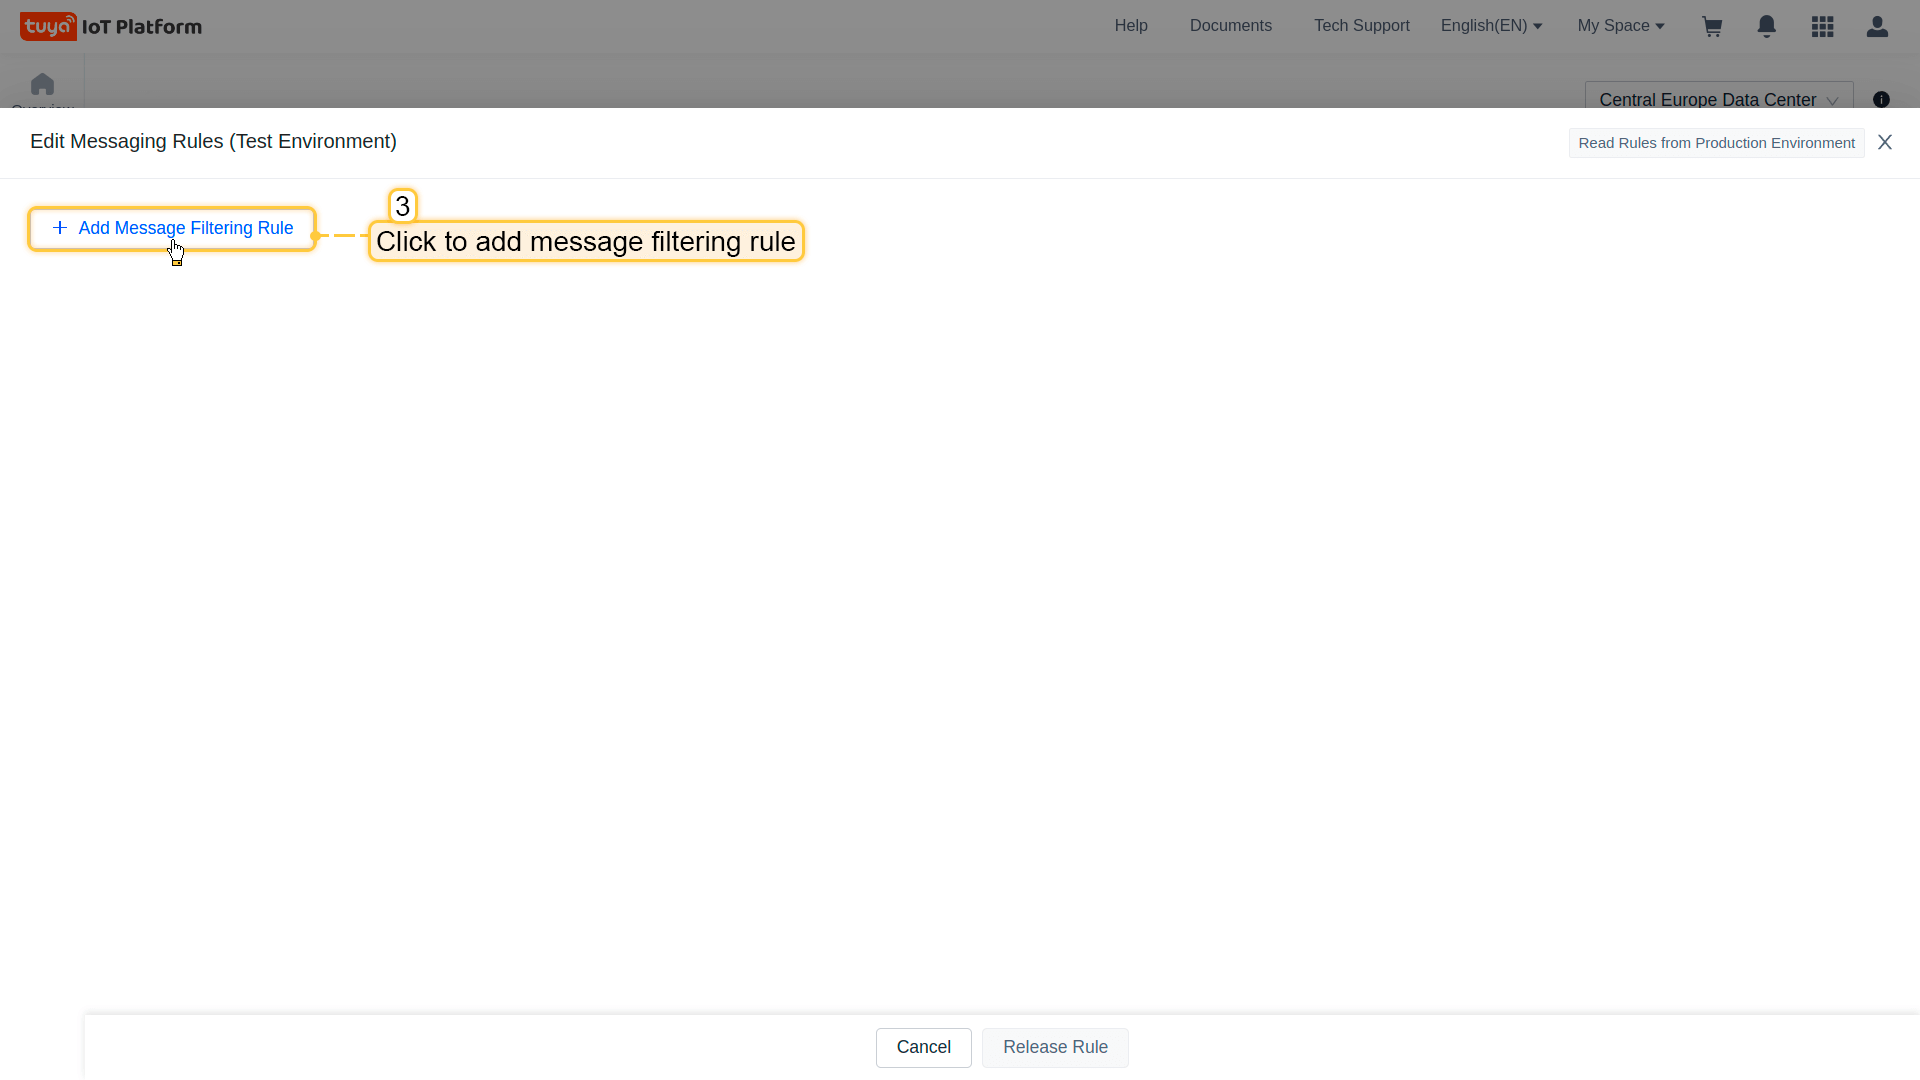 tuya IoT Platform
Help
Documents
Tech Support
English(EN)
My Space
Overview
Central Europe Data Center
Edit Messaging Rules (Test Environment)
Read Rules from Production Environment
3
+ Add Message Filtering Rule
Click to add message filtering rule
Cancel
Release Rule